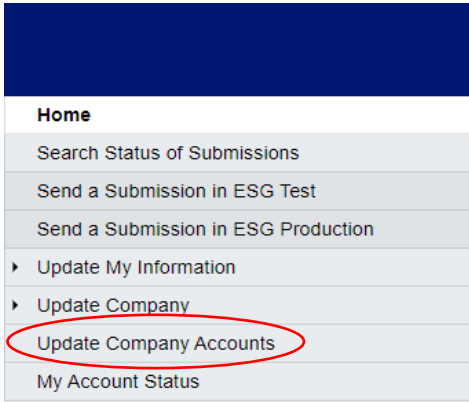 Home
Search Status of Submissions
Send a Submission in ESG Test
Send a Submission in ESG Production
Update My Information
Update Company
Update Company Accounts
My Account Status